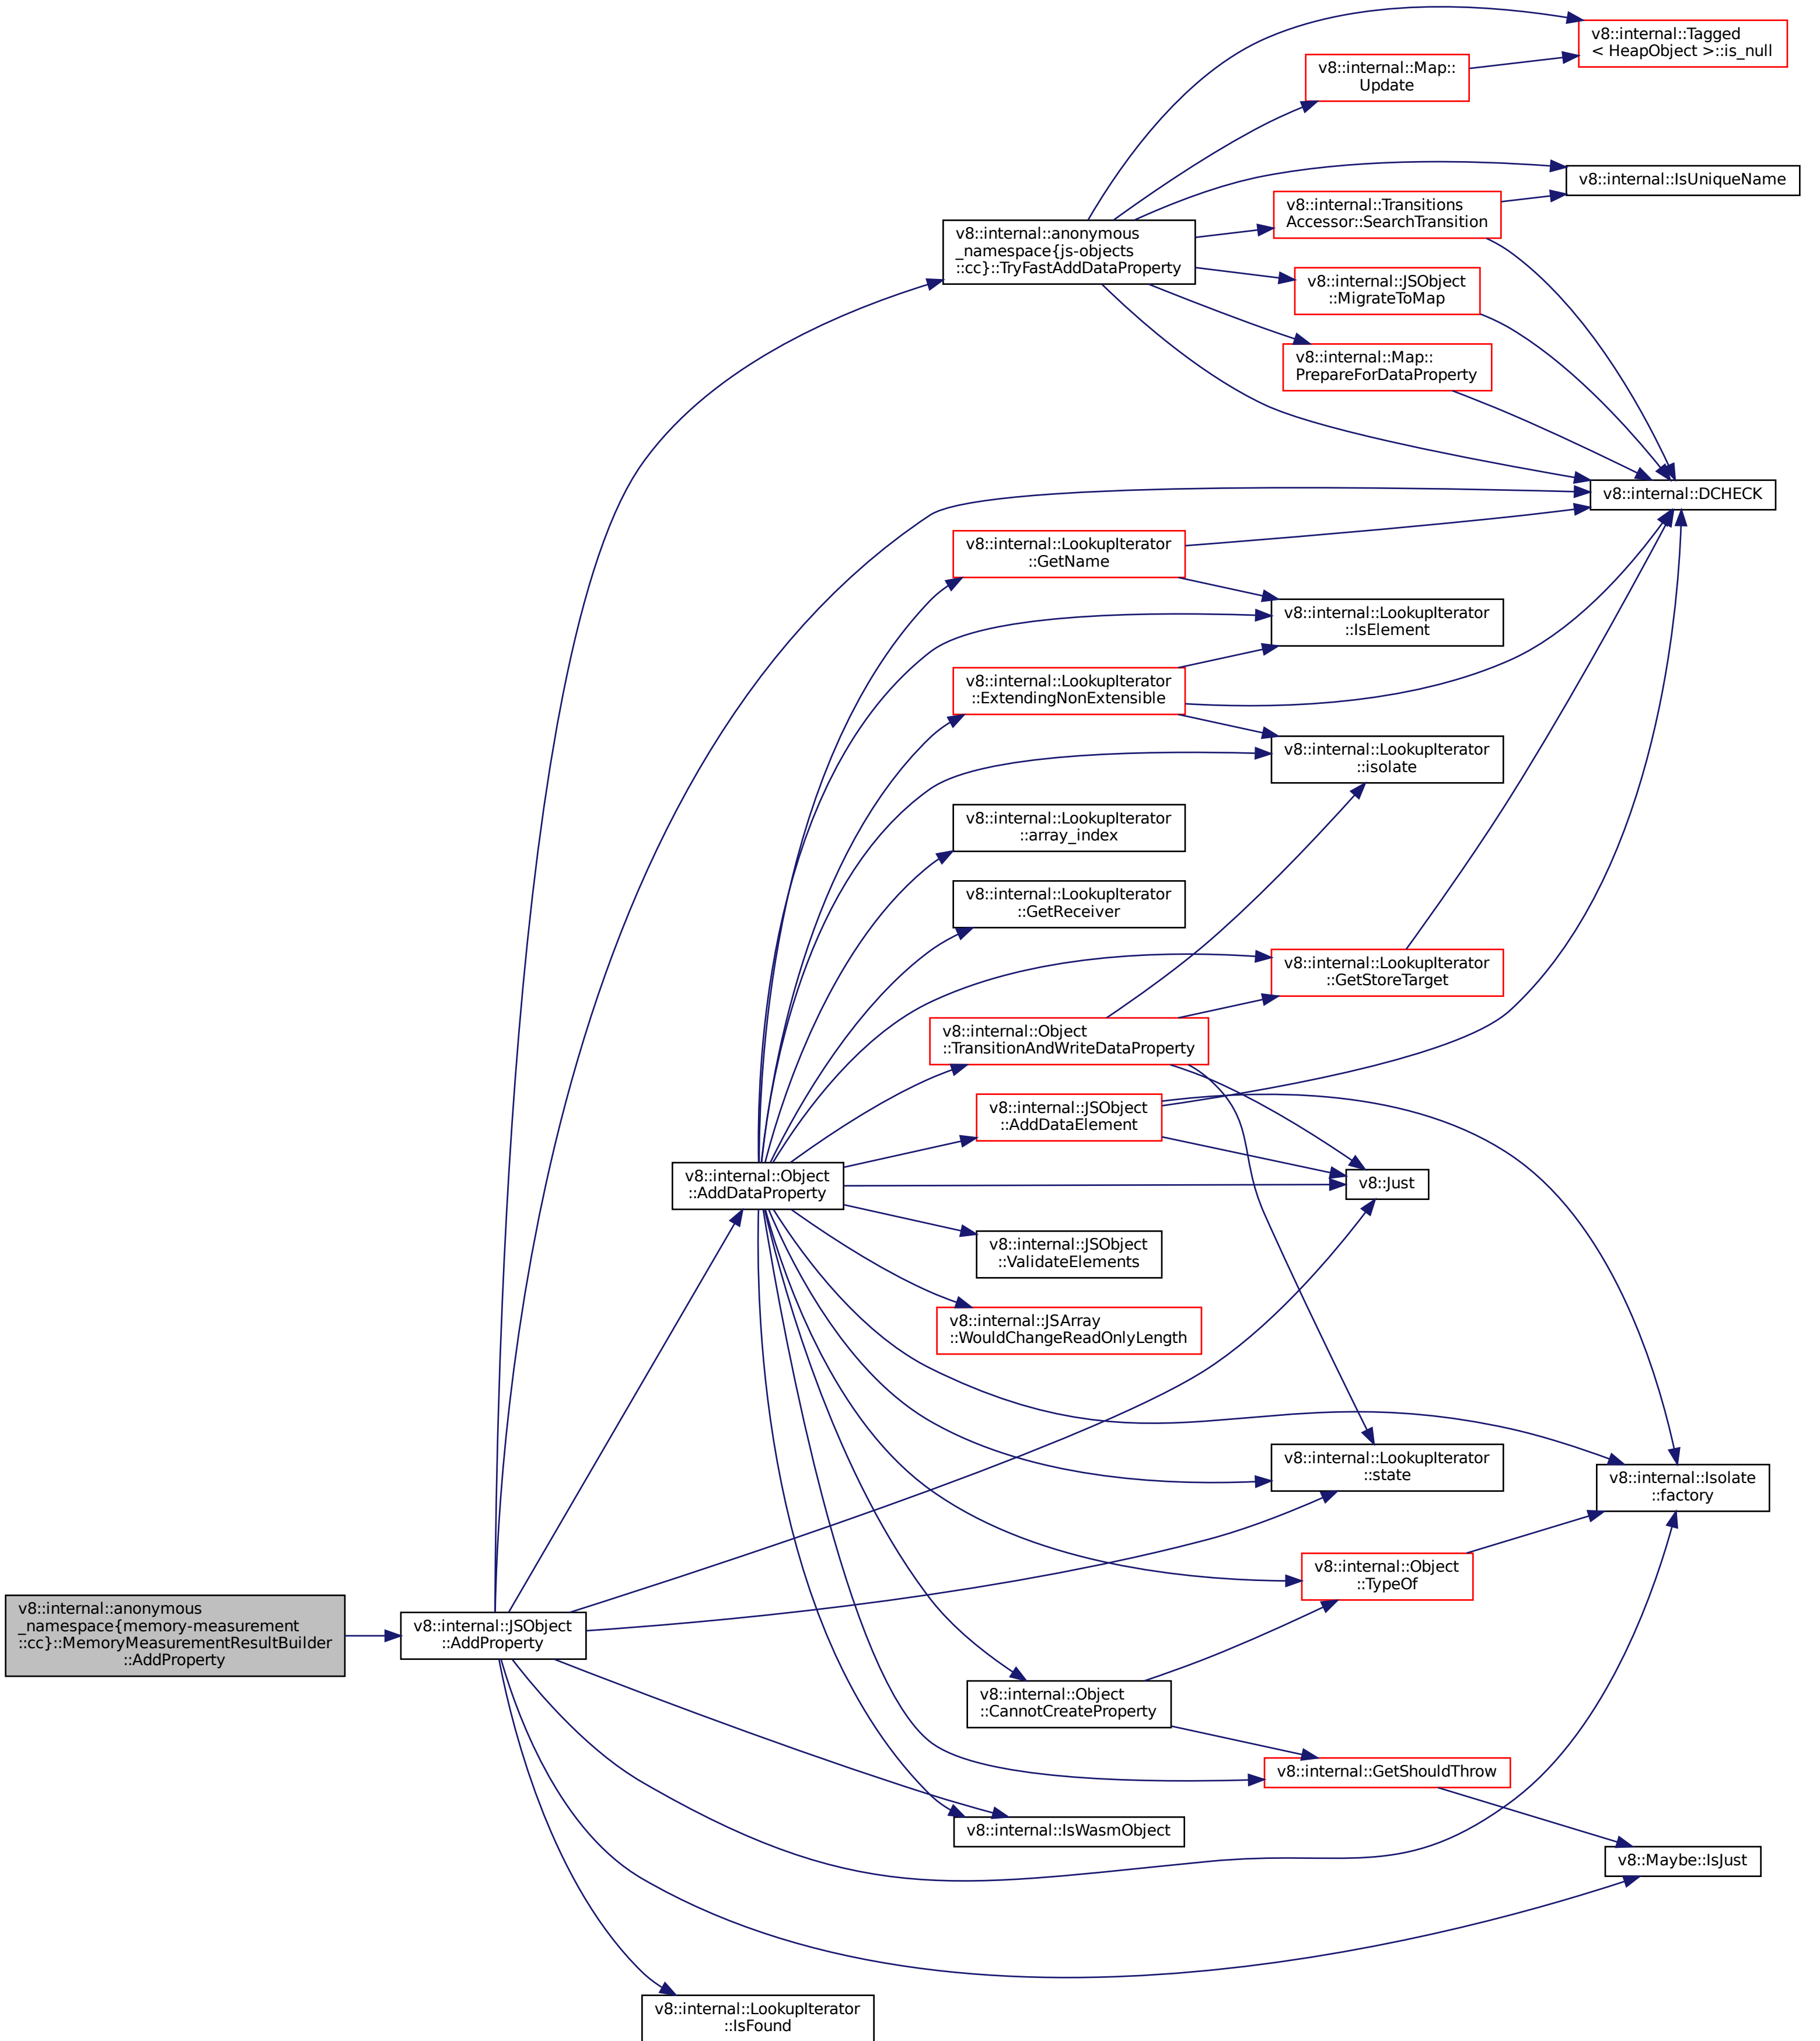 v8::internal::Tagged
< HeapObject >::is_null
v8::internal::Map::
Update
v8::internal::IsUniqueName
v8::internal::Transitions
Accessor::SearchTransition
v8::internal::anonymous
_namespace{js-objects
::cc}::TryFastAddDataProperty
v8::internal::JSObject
::MigrateToMap
v8::internal::Map::
PrepareForDataProperty
v8::internal::DCHECK
v8::internal::LookupIterator
::GetName
v8::internal::LookupIterator
::IsElement
v8::internal::LookupIterator
::ExtendingNonExtensible
v8::internal::LookupIterator
::isolate
v8::internal::LookupIterator
::array_index
v8::internal::LookupIterator
::GetReceiver
v8::internal::LookupIterator
::GetStoreTarget
v8::internal::Object
::TransitionAndWriteDataProperty
v8::internal::JSObject
::AddDataElement
v8::internal::Object
::AddDataProperty
v8::Just
v8::internal::JSObject
::ValidateElements
v8::internal::JSArray
::WouldChangeReadOnlyLength
v8::internal::LookupIterator
::state
v8::internal::Isolate
::factory
v8::internal::Object
::TypeOf
v8::internal::anonymous
_namespace{memory-measurement
::cc}::MemoryMeasurementResultBuilder
::AddProperty
v8::internal::JSObject
::AddProperty
v8::internal::Object
::CannotCreateProperty
v8::internal::GetShouldThrow
v8::internal::IsWasmObject
v8::Maybe::IsJust
v8::internal::LookupIterator
::IsFound